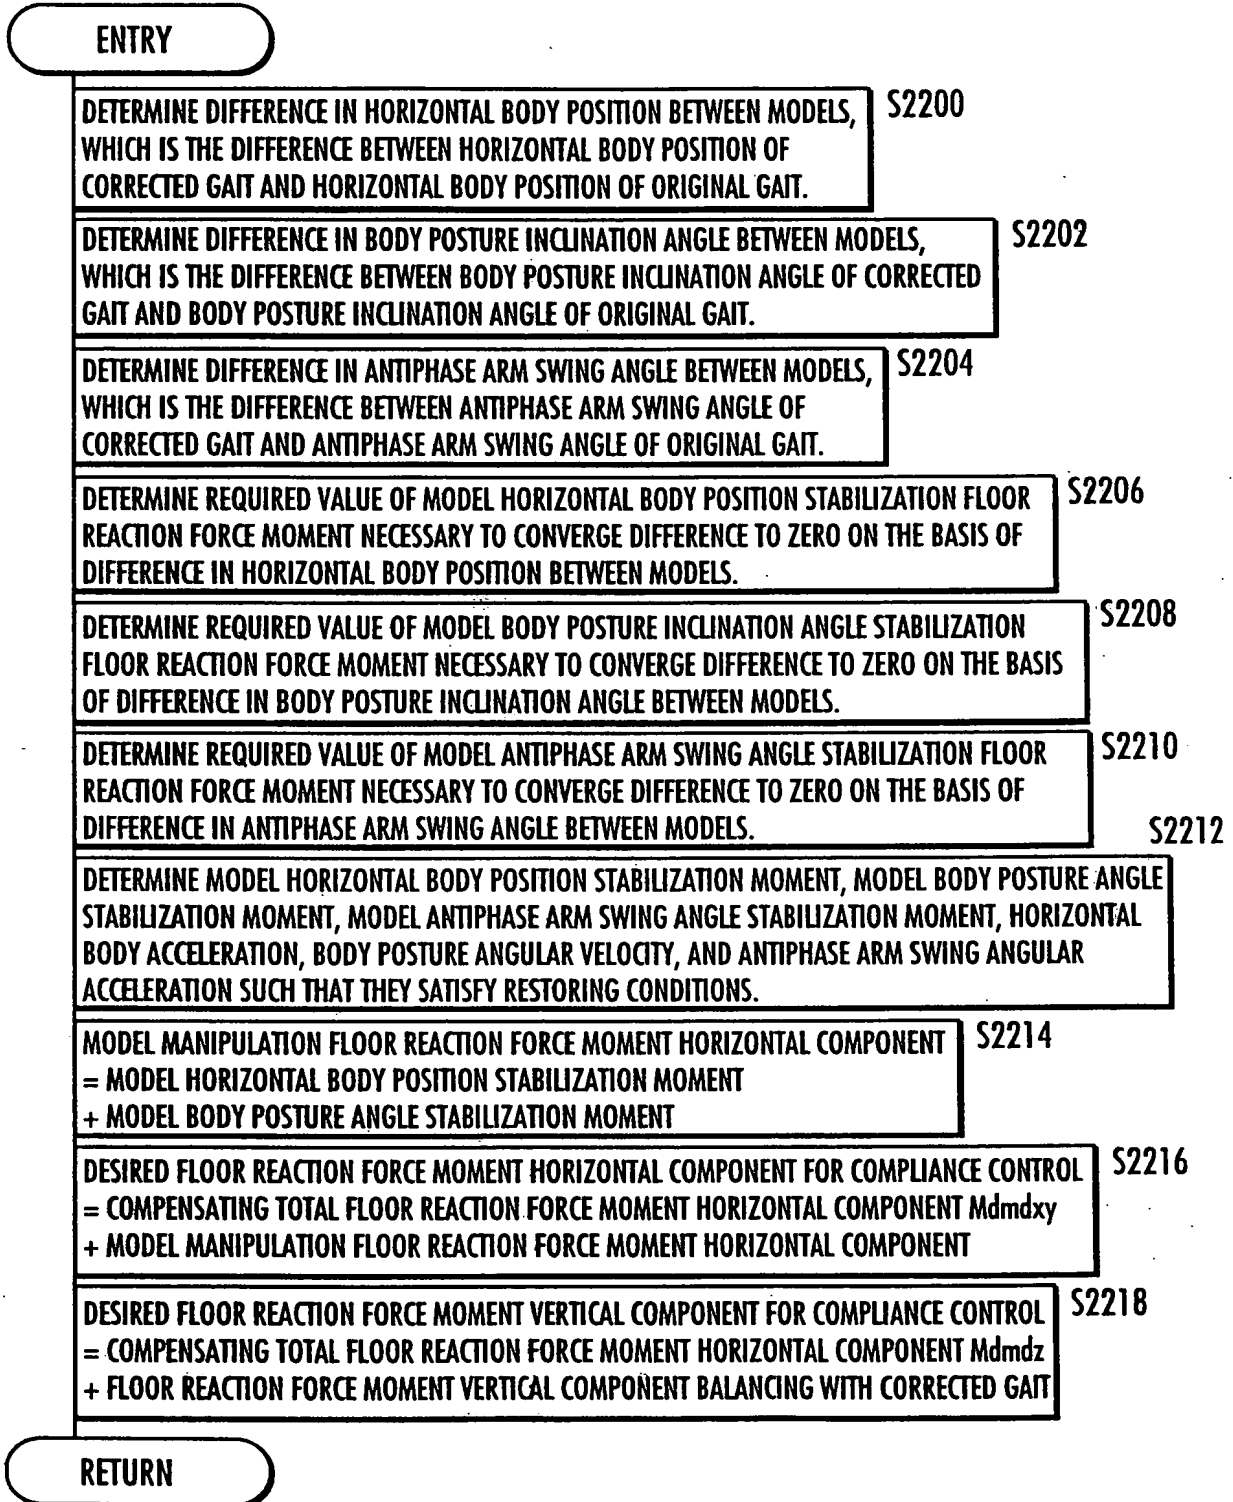 ENTRY
DETERMINE DIFFERENCE IN HORIZONTAL BODY POSITION BETWEEN MODELS,
WHICH IS THE DIFFERENCE BETWEEN HORIZONTAL BODY POSITION OF
CORRECTED GAIT AND HORIZONTAL BODY POSITION OF ORIGINAL GAIT.
S2200
DETERMINE DIFFERENCE IN BODY POSTURE INCLINATION ANGLE BETWEEN MODELS,
WHICH IS THE DIFFERENCE BETWEEN BODY POSTURE INCLINATION ANGLE OF CORRECTED
GAIT AND BODY POSTURE INCLINATION ANGLE OF ORIGINAL GAIT.
S2202
DETERMINE DIFFERENCE IN ANTIPHASE ARM SWING ANGLE BETWEEN MODELS,
WHICH IS THE DIFFERENCE BETWEEN ANTIPHASE ARM SWING ANGLE OF
CORRECTED GAIT AND ANTIPHASE ARM SWING ANGLE OF ORIGINAL GAIT.
S2204
DETERMINE REQUIRED VALUE OF MODEL HORIZONTAL BODY POSITION STABILIZATION FLOOR
REACTION FORCE MOMENT NECESSARY TO CONVERGE DIFFERENCE TO ZERO ON THE BASIS OF
DIFFERENCE IN HORIZONTAL BODY POSITION BETWEEN MODELS.
S2206
DETERMINE REQUIRED VALUE OF MODEL BODY POSTURE INCLINATION ANGLE STABILIZATION
FLOOR REACTION FORCE MOMENT NECESSARY TO CONVERGE DIFFERENCE TO ZERO ON THE BASIS
OF DIFFERENCE IN BODY POSTURE INCLINATION ANGLE BETWEEN MODELS.
S2208
DETERMINE REQUIRED VALUE OF MODEL ANTIPHASE ARM SWING ANGLE STABILIZATION FLOOR
REACTION FORCE MOMENT NECESSARY TO CONVERGE DIFFERENCE TO ZERO ON THE BASIS OF
DIFFERENCE IN ANTIPHASE ARM SWING ANGLE BETWEEN MODELS.
S2210
S2212
DETERMINE MODEL HORIZONTAL BODY POSITION STABILIZATION MOMENT, MODEL BODY POSTURE ANGLE
STABILIZATION MOMENT, MODEL ANTIPHASE ARM SWING ANGLE STABILIZATION MOMENT, HORIZONTAL
BODY ACCELERATION, BODY POSTURE ANGULAR VELOCITY, AND ANTIPHASE ARM SWING ANGULAR
ACCELERATION SUCH THAT THEY SATISFY RESTORING CONDITIONS.
MODEL MANIPULATION FLOOR REACTION FORCE MOMENT HORIZONTAL COMPONENT
= MODEL HORIZONTAL BODY POSITION STABILIZATION MOMENT
+ MODEL BODY POSTURE ANGLE STABILIZATION MOMENT
S2214
DESIRED FLOOR REACTION FORCE MOMENT HORIZONTAL COMPONENT FOR COMPLIANCE CONTROL
= COMPENSATING TOTAL FLOOR REACTION FORCE MOMENT HORIZONTAL COMPONENT Mdmdxy
+ MODEL MANIPULATION FLOOR REACTION FORCE MOMENT HORIZONTAL COMPONENT
S2216
DESIRED FLOOR REACTION FORCE MOMENT VERTICAL COMPONENT FOR COMPLIANCE CONTROL
= COMPENSATING TOTAL FLOOR REACTION FORCE MOMENT HORIZONTAL COMPONENT Mdmdz
+ FLOOR REACTION FORCE MOMENT VERTICAL COMPONENT BALANCING WITH CORRECTED GAIT
S2218
RETURN